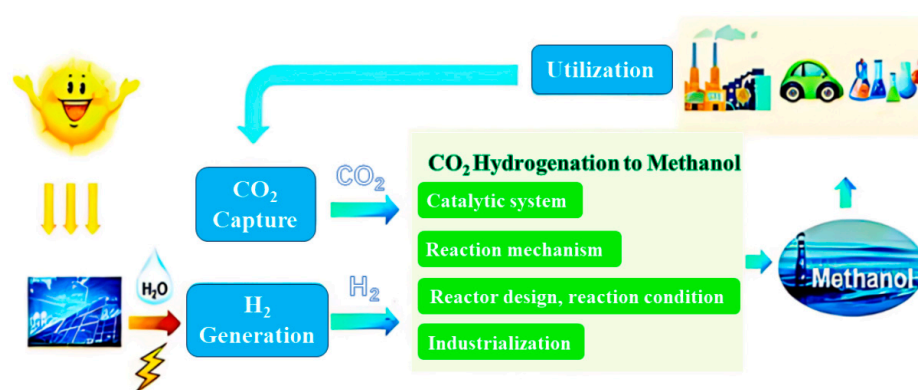 Utilization
CO₂ Hydrogenation to Methanol
CO₂
Capture
CO₂
Catalytic system
Reaction mechanism
H₂O
H₂
Generation
H₂
Reactor design, reaction condition
Industrialization
Methanol